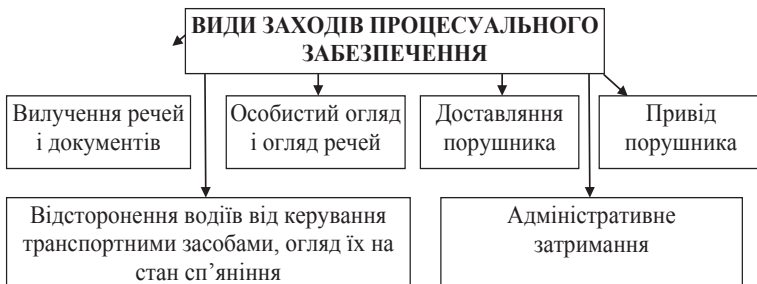 ВИДИ ЗАХОДІВ ПРОЦЕСУАЛЬНОГО
ЗАБЕЗПЕЧЕННЯ
Вилучення речей
і документів
Особистий огляд
і огляд речей
Доставляння
порушника
Привід
порушника
Відсторонення водіїв від керування
транспортними засобами, огляд їх на
стан сп’яніння
Адміністративне
затримання